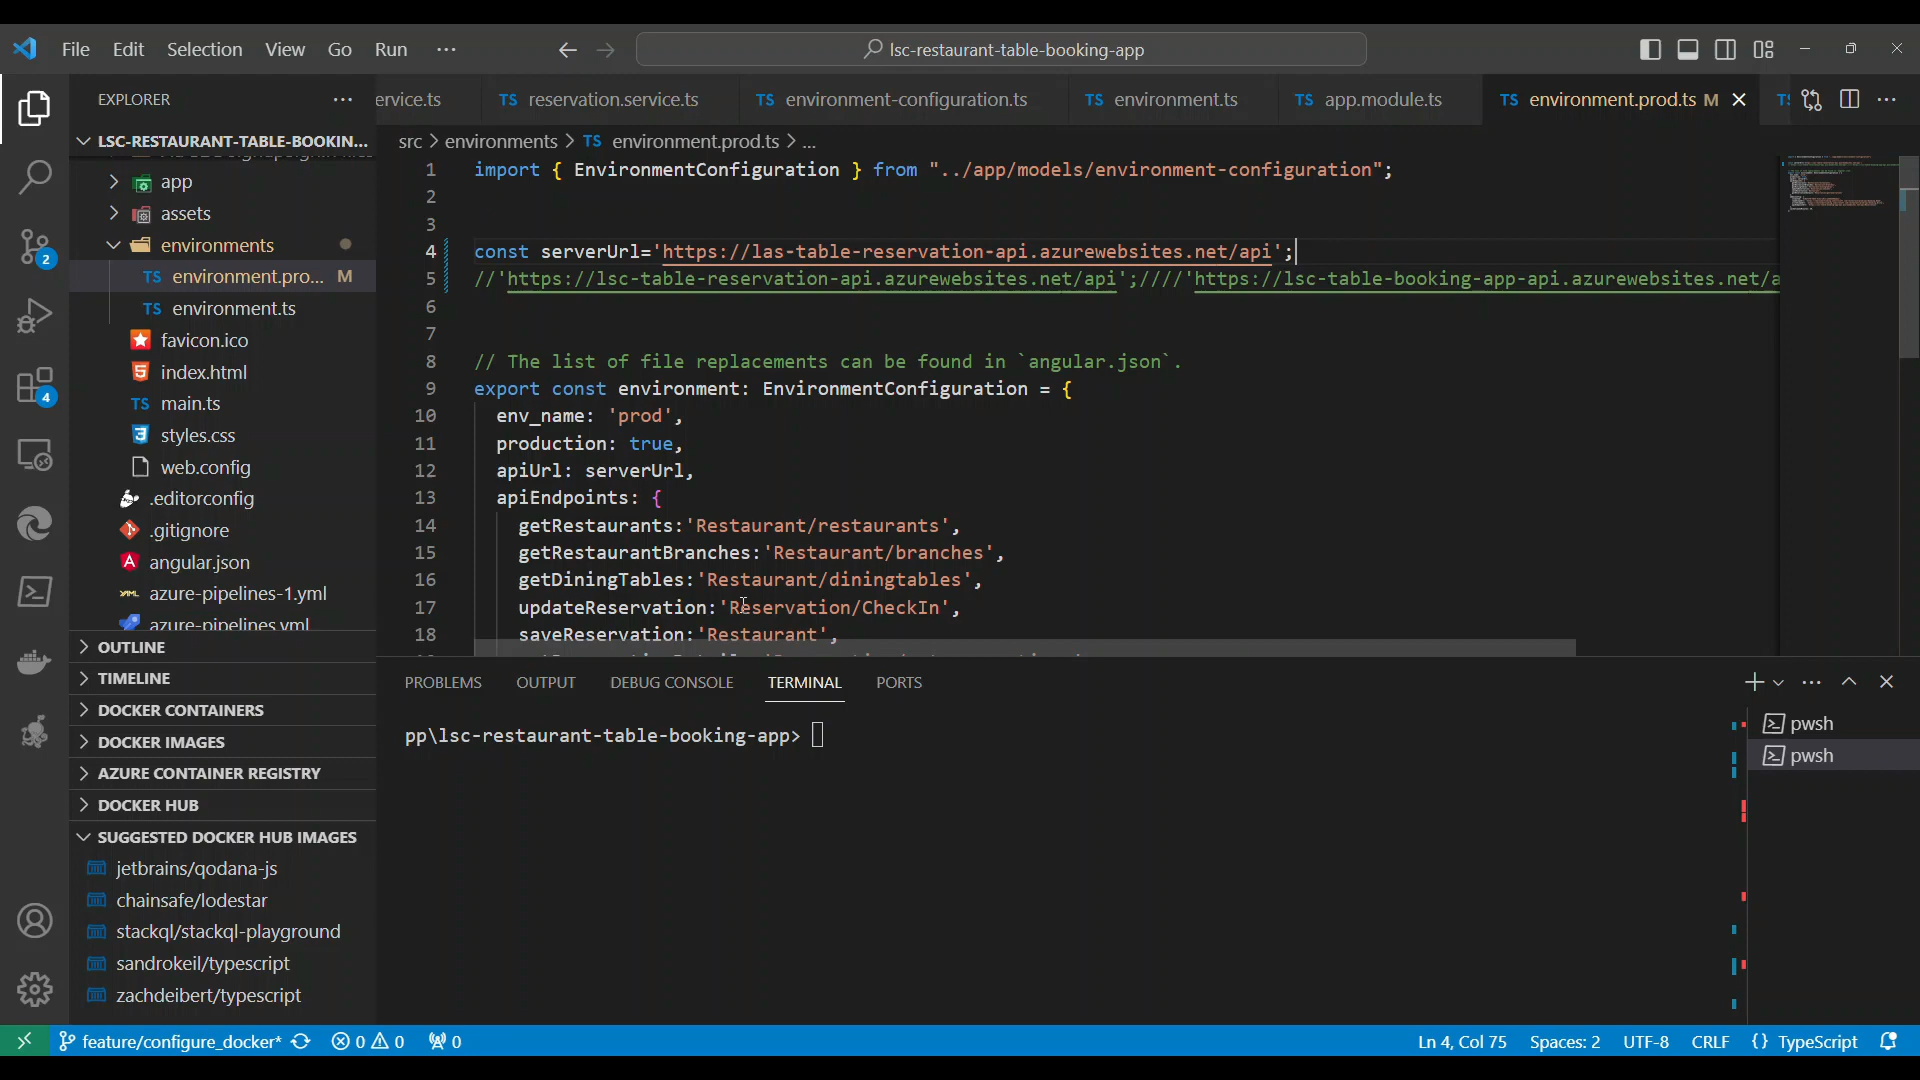 File Edit Selection View Go Run ···
lsc-restaurant-table-booking-app
EXPLORER ···
ervice.ts TS reservation.service.ts TS environment-configuration.ts TS environment.ts TS app.module.ts TS environment.prod.ts M
LSC-RESTAURANT-TABLE-BOOKIN...
src > environments > TS environment.prod.ts > ...
app
assets
environments
TS environment.pro... M
TS environment.ts
favicon.ico
index.html
TS main.ts
styles.css
web.config
.editorconfig
.gitignore
angular.json
azure-pipelines-1.yml
azure-pipelines.yml
OUTLINE
TIMELINE
DOCKER CONTAINERS
DOCKER IMAGES
AZURE CONTAINER REGISTRY
DOCKER HUB
SUGGESTED DOCKER HUB IMAGES
jetbrains/qodana-js
chainsafe/lodestar
stackql/stackql-playground
sandrokeil/typescript
zachdeibert/typescript
1 import { EnvironmentConfiguration } from "../app/models/environment-configuration";
2
3
4 const serverUrl='https://las-table-reservation-api.azurewebsites.net/api';
5 //'https://lsc-table-reservation-api.azurewebsites.net/api';////'https://lsc-table-booking-app-api.azurewebsites.net/a
6
7
8 // The list of file replacements can be found in `angular.json`.
9 export const environment: EnvironmentConfiguration = {
10 env_name: 'prod',
11 production: true,
12 apiUrl: serverUrl,
13 apiEndpoints: {
14 getRestaurants:'Restaurant/restaurants',
15 getRestaurantBranches:'Restaurant/branches',
16 getDiningTables:'Restaurant/diningtables',
17 updateReservation:'Reservation/CheckIn',
18 saveReservation:'Restaurant',
PROBLEMS OUTPUT DEBUG CONSOLE TERMINAL PORTS
pp\lsc-restaurant-table-booking-app>
pwsh
pwsh
2
4
feature/configure_docker* 0 0 0 Ln 4, Col 75 Spaces: 2 UTF-8 CRLF {} TypeScript